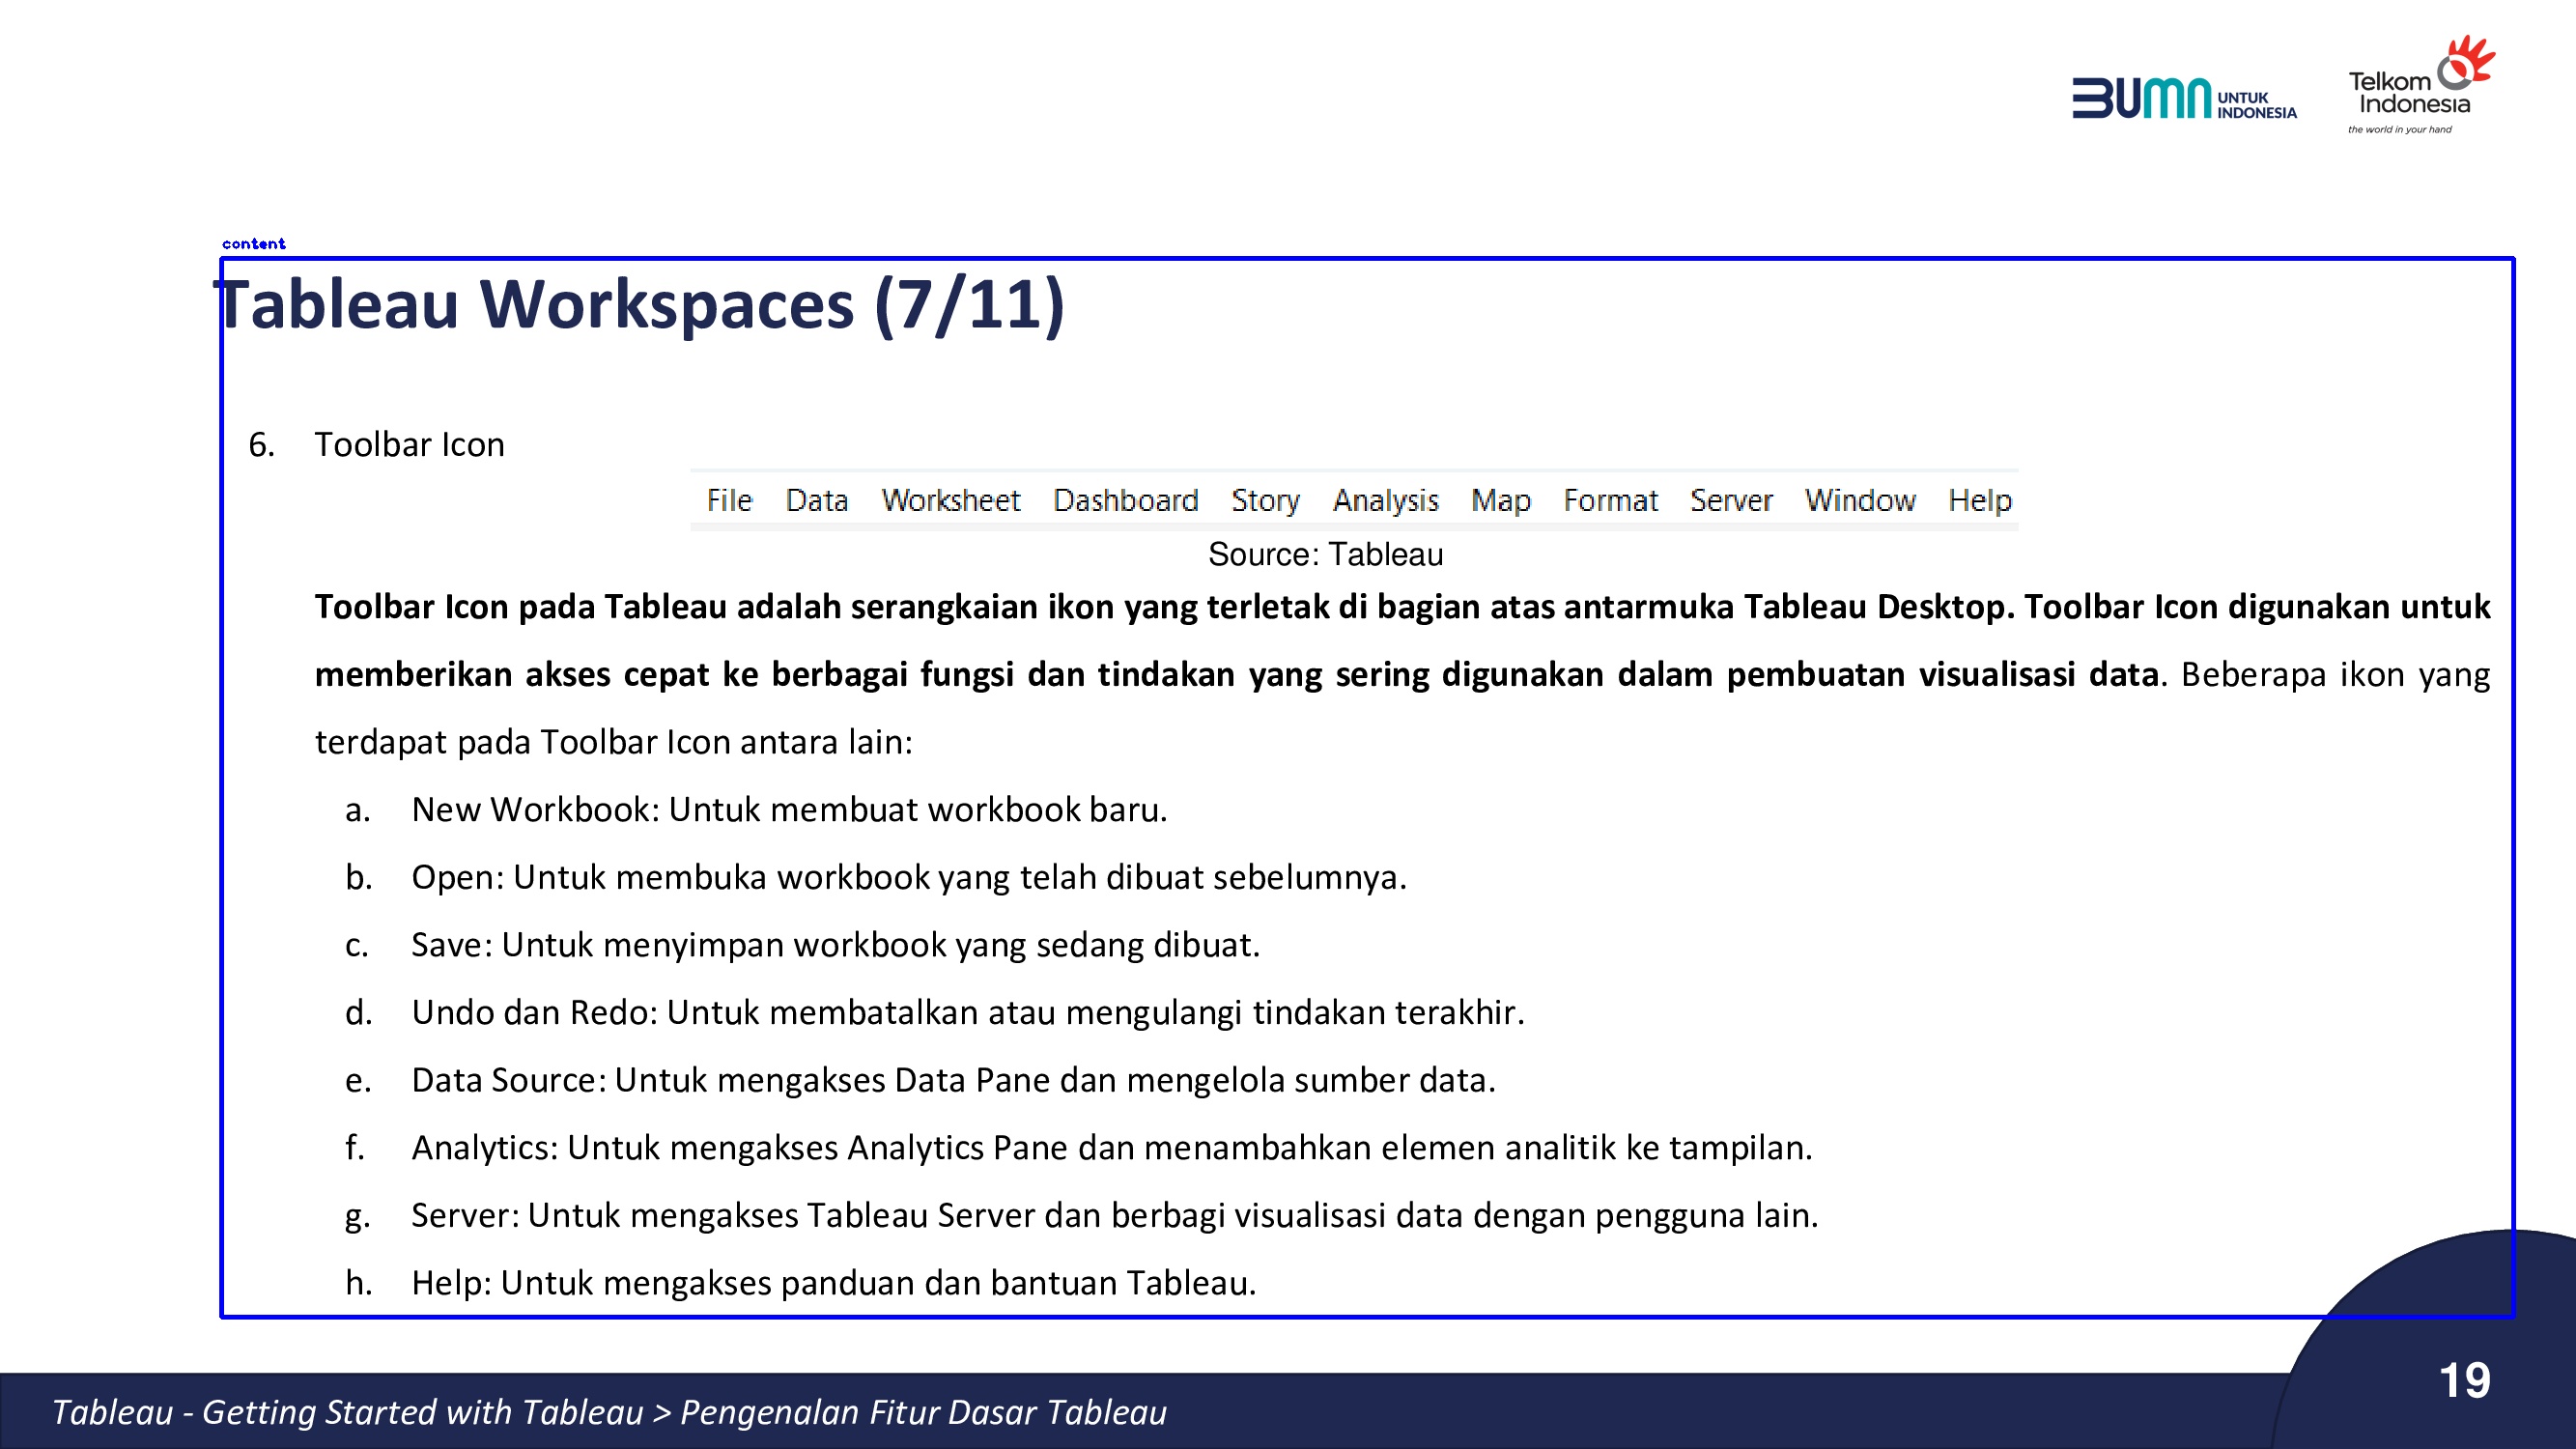 BUMN UNTUK INDONESIA
Telkom Indonesia
the world in your hand
content
Tableau Workspaces (7/11)
6. Toolbar Icon
File Data Worksheet Dashboard Story Analysis Map Format Server Window Help
Source: Tableau
Toolbar Icon pada Tableau adalah serangkaian ikon yang terletak di bagian atas antarmuka Tableau Desktop. Toolbar Icon digunakan untuk
memberikan akses cepat ke berbagai fungsi dan tindakan yang sering digunakan dalam pembuatan visualisasi data. Beberapa ikon yang
terdapat pada Toolbar Icon antara lain:
a. New Workbook: Untuk membuat workbook baru.
b. Open: Untuk membuka workbook yang telah dibuat sebelumnya.
c. Save: Untuk menyimpan workbook yang sedang dibuat.
d. Undo dan Redo: Untuk membatalkan atau mengulangi tindakan terakhir.
e. Data Source: Untuk mengakses Data Pane dan mengelola sumber data.
f. Analytics: Untuk mengakses Analytics Pane dan menambahkan elemen analitik ke tampilan.
g. Server: Untuk mengakses Tableau Server dan berbagi visualisasi data dengan pengguna lain.
h. Help: Untuk mengakses panduan dan bantuan Tableau.
19
Tableau - Getting Started with Tableau > Pengenalan Fitur Dasar Tableau